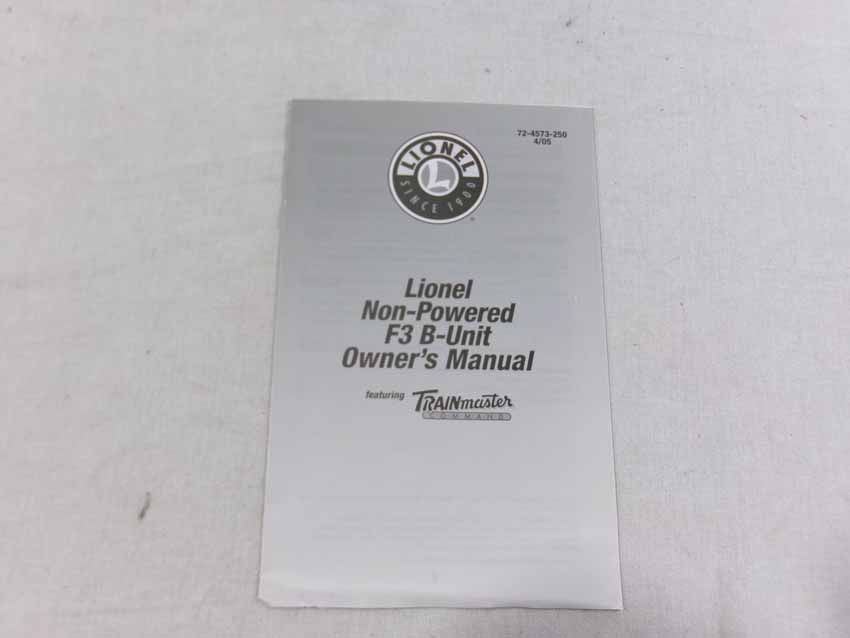 72-4573-250
4/05
LIONEL
L
SINCE 1900
®
Lionel
Non-Powered
F3 B-Unit
Owner's Manual
featuring TRAINmaster
COMMAND